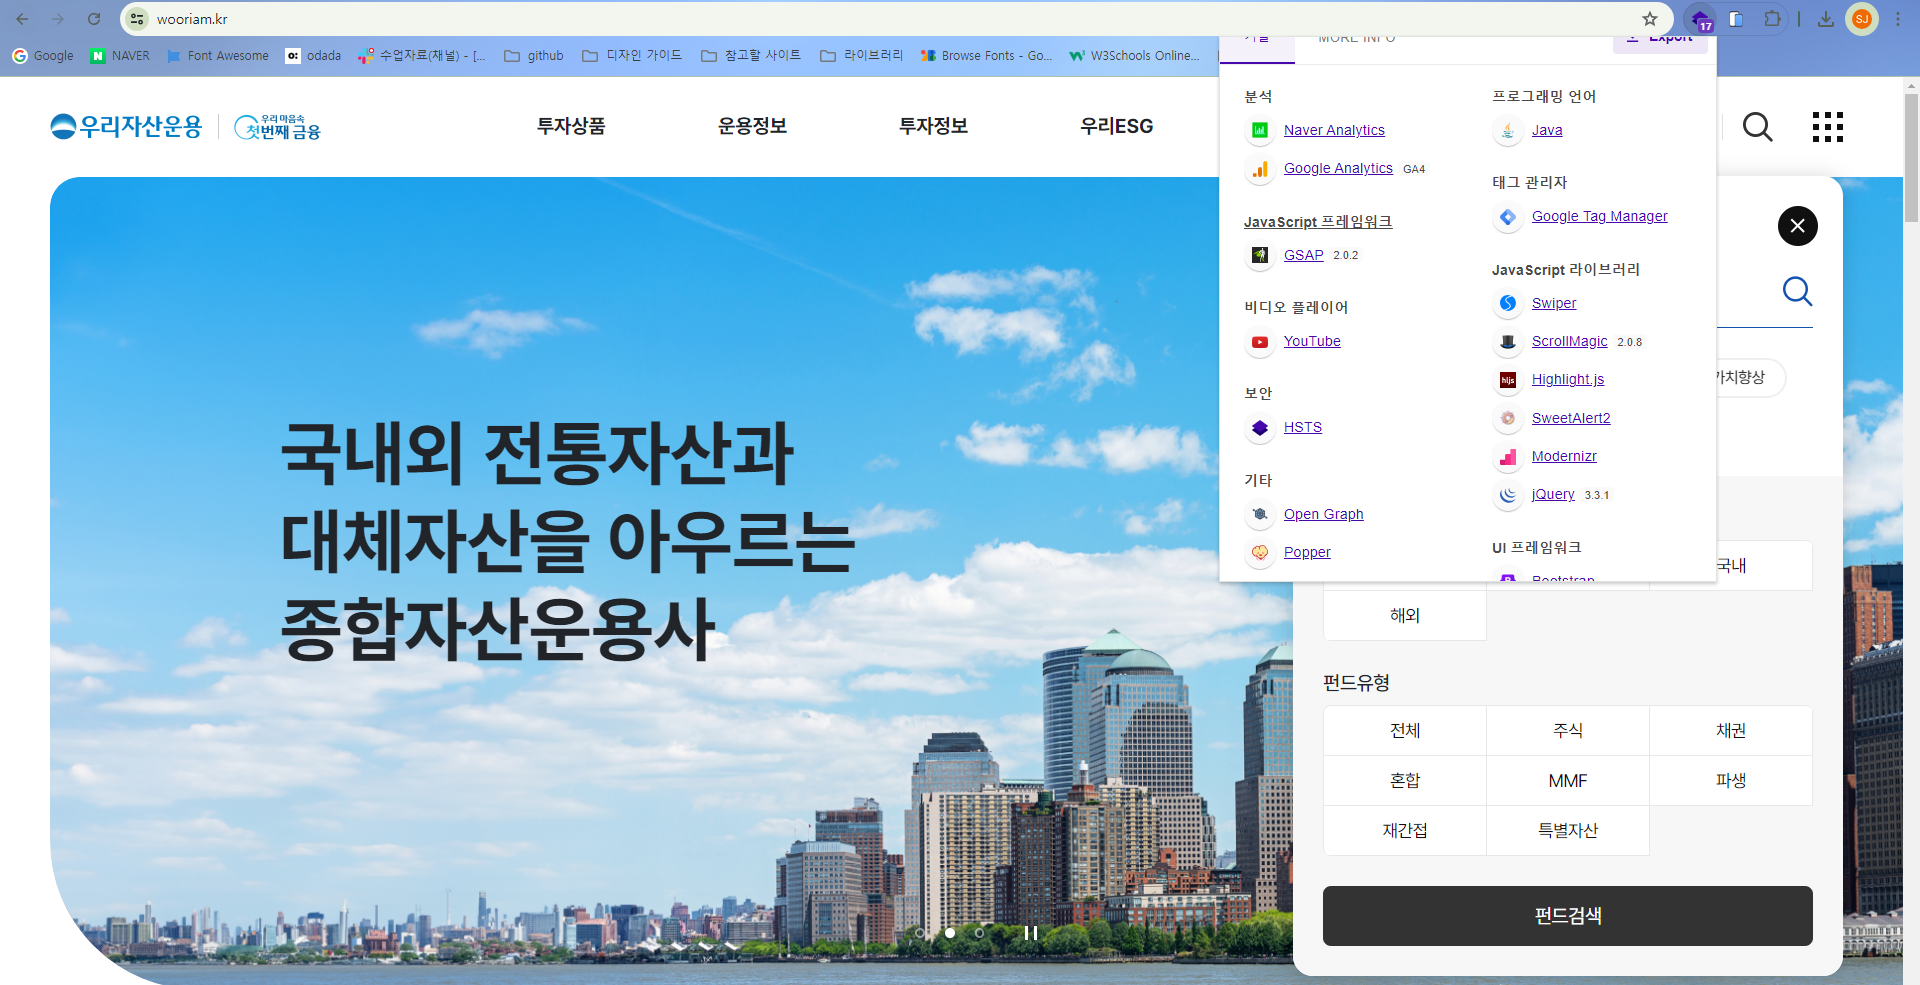 wooriam.kr
17
SJ
Google
NAVER
Font Awesome
odada
수업자료(채널) - [...
github
디자인 가이드
참고할 사이트
라이브러리
Browse Fonts - Go...
W3Schools Online...
MORE INFO
Export
우리자산운용
우리 마음속
첫번째 금융
투자상품
운용정보
투자정보
우리ESG
분석
Naver Analytics
Google Analytics GA4
JavaScript 프레임워크
GSAP 2.0.2
비디오 플레이어
YouTube
보안
HSTS
기타
Open Graph
Popper
프로그래밍 언어
Java
태그 관리자
Google Tag Manager
JavaScript 라이브러리
Swiper
ScrollMagic 2.0.8
hljs
Highlight.js
SweetAlert2
Modernizr
jQuery 3.3.1
UI 프레임워크
Bootstrap
국내외 전통자산과
대체자산을 아우르는
종합자산운용사
가치향상
국내
해외
펀드유형
전체
주식
채권
혼합
MMF
파생
재간접
특별자산
펀드검색